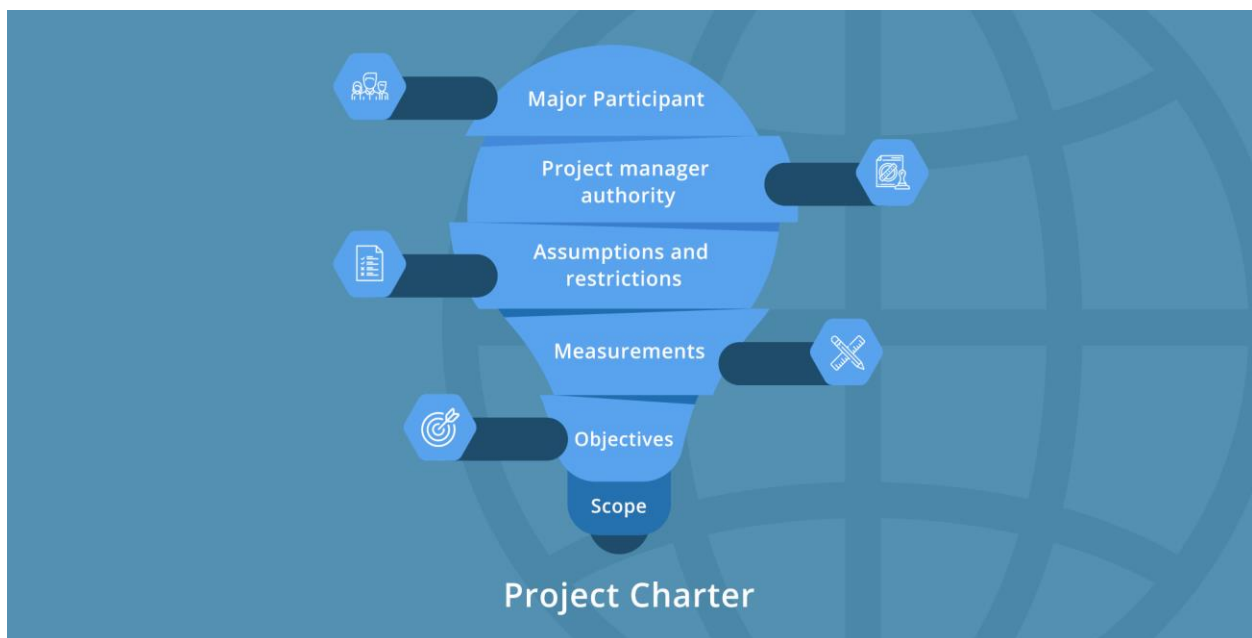 Major Participant
Project manager
authority
Assumptions and
restrictions
Measurements
Objectives
Scope
Project Charter